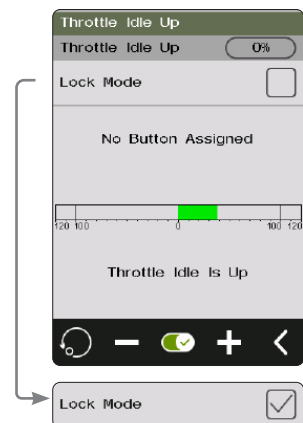 Throttle Idle Up
Throttle Idle Up 0%
Lock Mode
No Button Assigned
120 100 0 100 120
Throttle Idle Is Up
Lock Mode